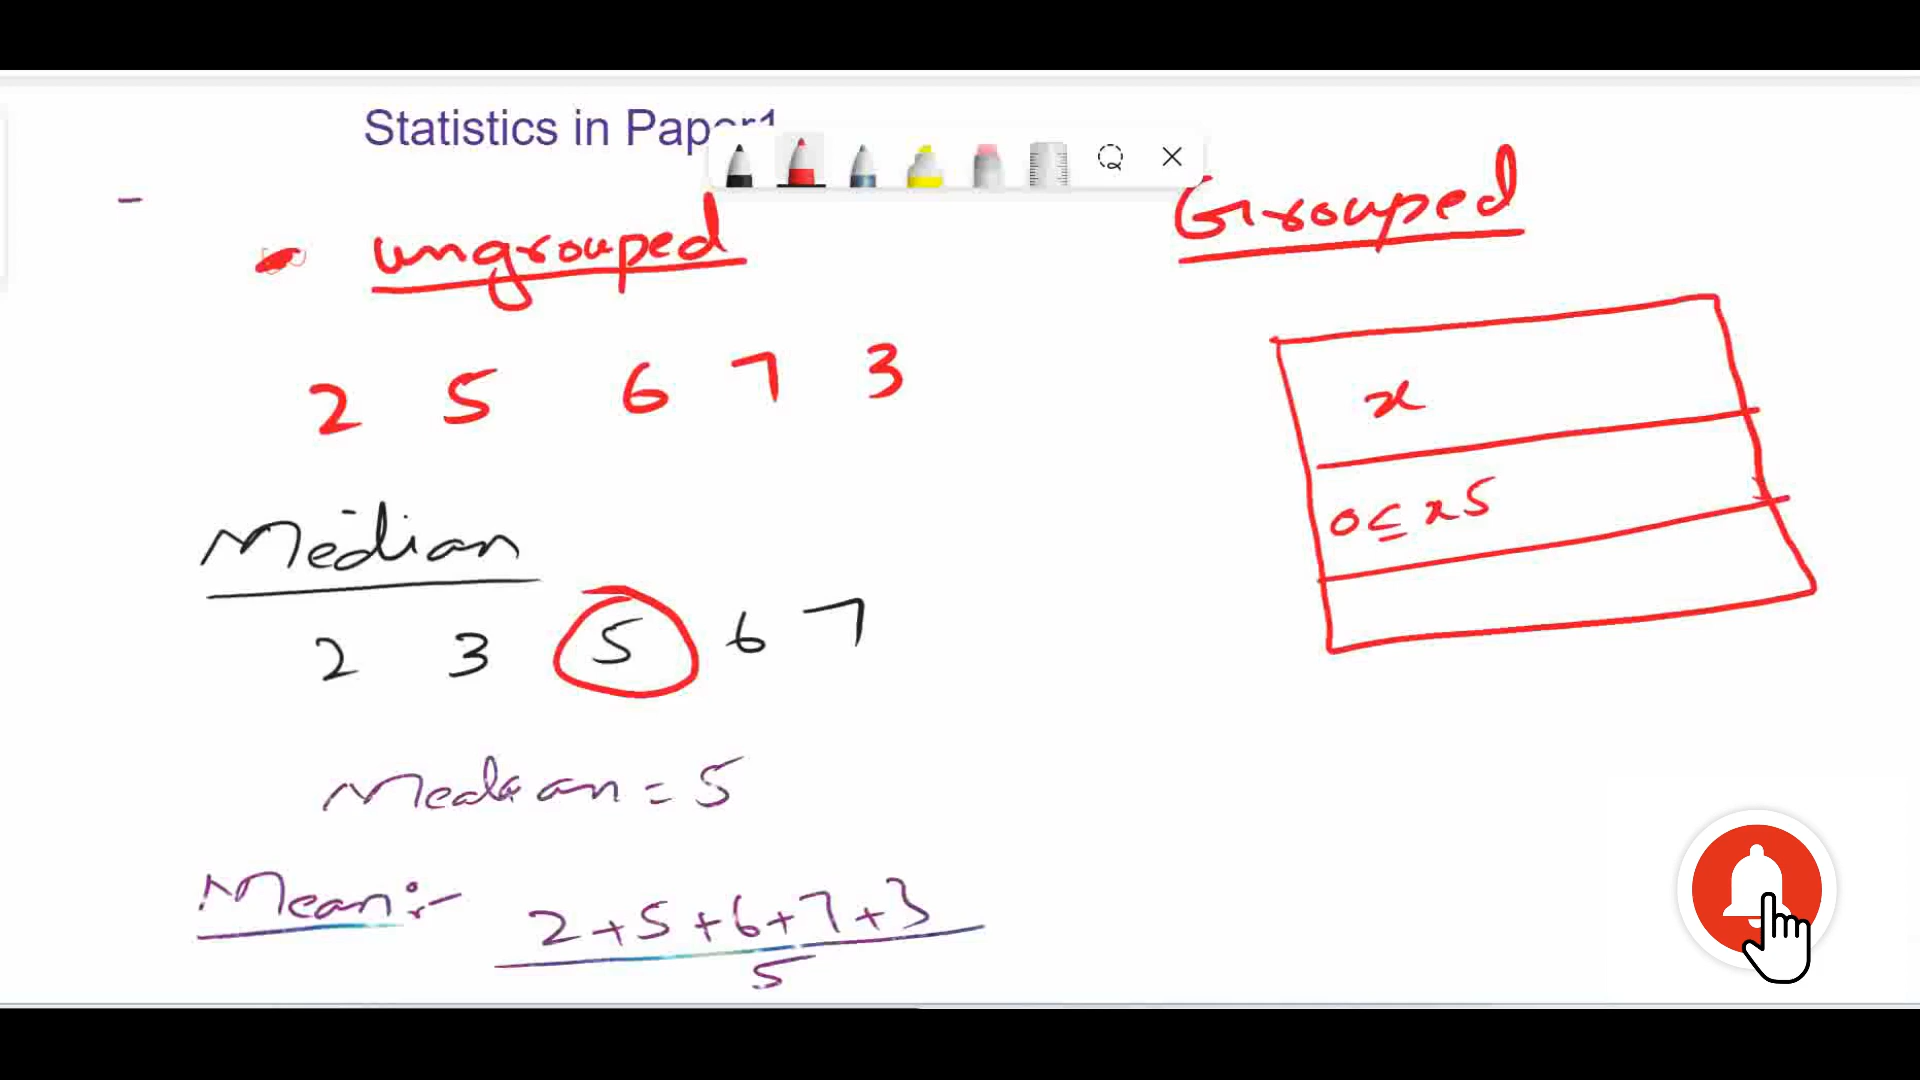 Statistics in Paper1
- ungrouped
2 5 6 7 3
Median
2 3 5 6 7
Median = 5
Mean:-
2+5+6+7+3
5
Grouped
x
0≤x5